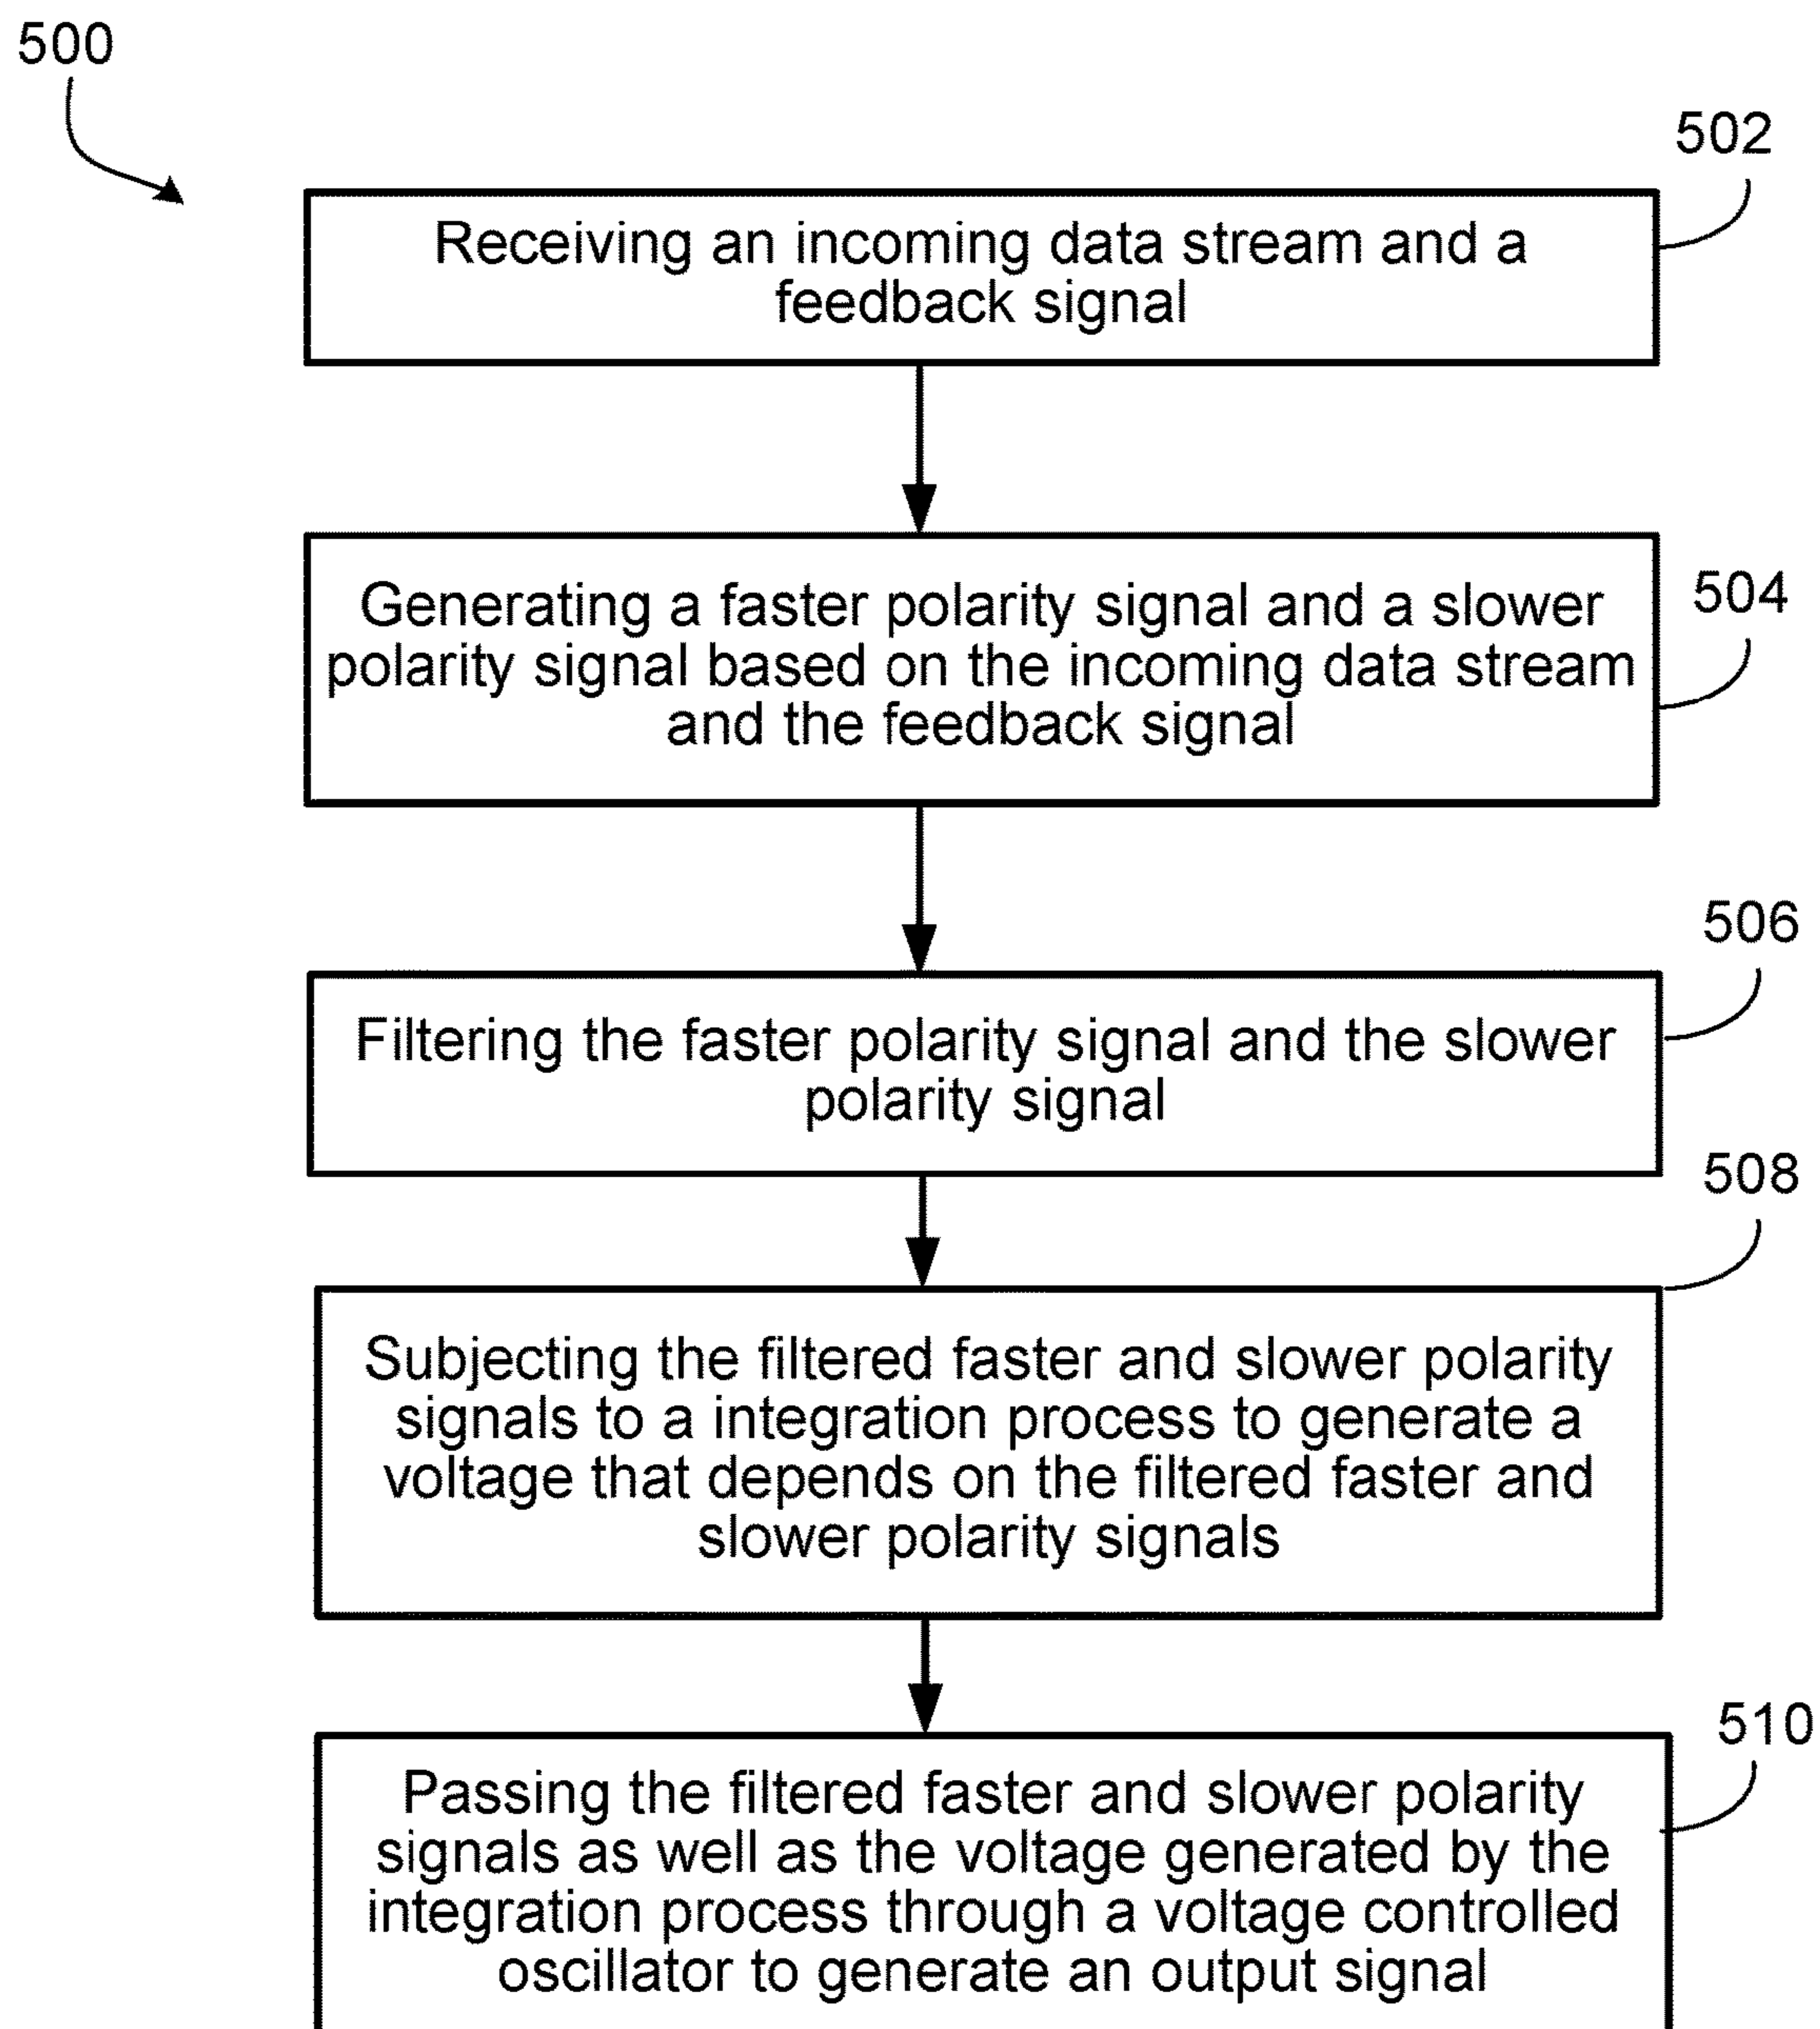 500
502
Receiving an incoming data stream and a
feedback signal
504
Generating a faster polarity signal and a slower
polarity signal based on the incoming data stream
and the feedback signal
506
Filtering the faster polarity signal and the slower
polarity signal
508
Subjecting the filtered faster and slower polarity
signals to a integration process to generate a
voltage that depends on the filtered faster and
slower polarity signals
510
Passing the filtered faster and slower polarity
signals as well as the voltage generated by the
integration process through a voltage controlled
oscillator to generate an output signal